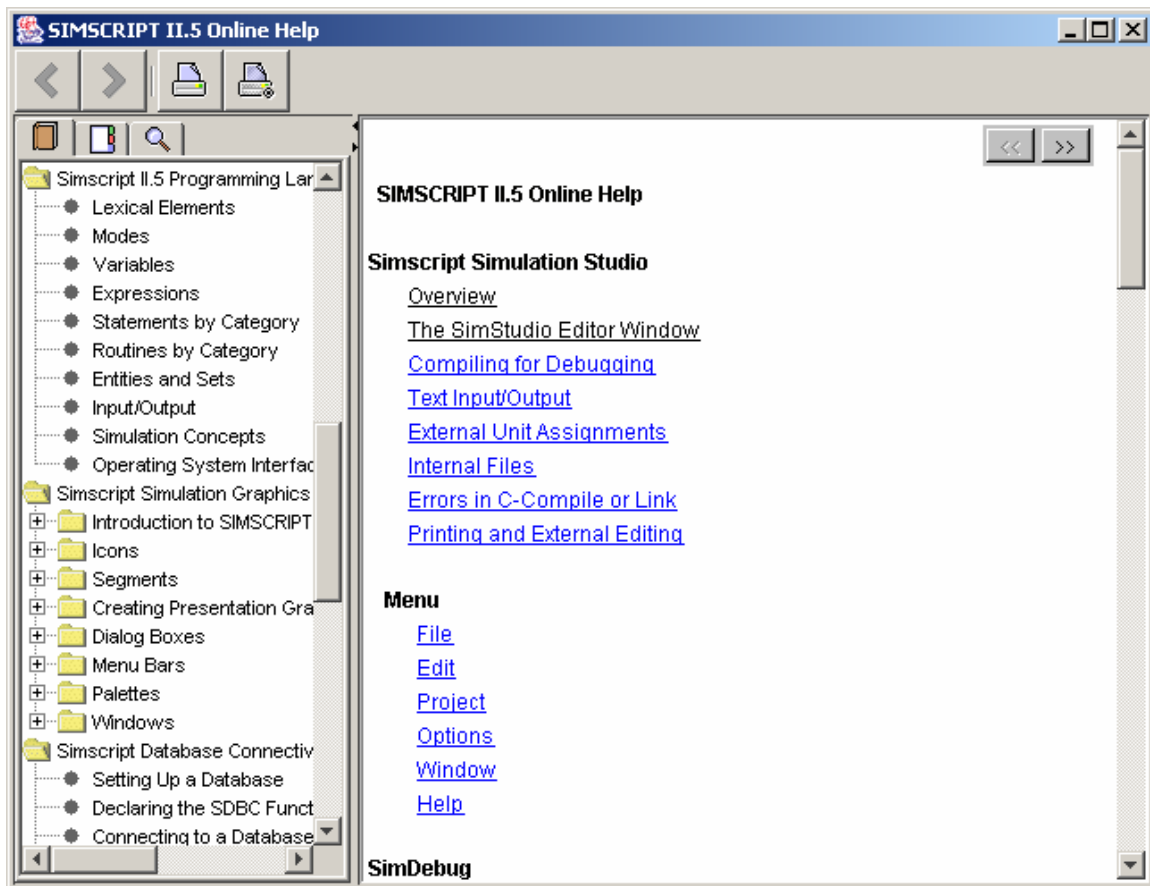 SIMSCRIPT II.5 Online Help
Simscript II.5 Programming Lar
Lexical Elements
Modes
Variables
Expressions
Statements by Category
Routines by Category
Entities and Sets
Input/Output
Simulation Concepts
Operating System Interfac
Simscript Simulation Graphics
Introduction to SIMSCRIPT
Icons
Segments
Creating Presentation Gra
Dialog Boxes
Menu Bars
Palettes
Windows
Simscript Database Connectiv
Setting Up a Database
Declaring the SDBC Funct
Connecting to a Database
<< >>
SIMSCRIPT II.5 Online Help
Simscript Simulation Studio
Overview
The SimStudio Editor Window
Compiling for Debugging
Text Input/Output
External Unit Assignments
Internal Files
Errors in C-Compile or Link
Printing and External Editing
Menu
File
Edit
Project
Options
Window
Help
SimDebug